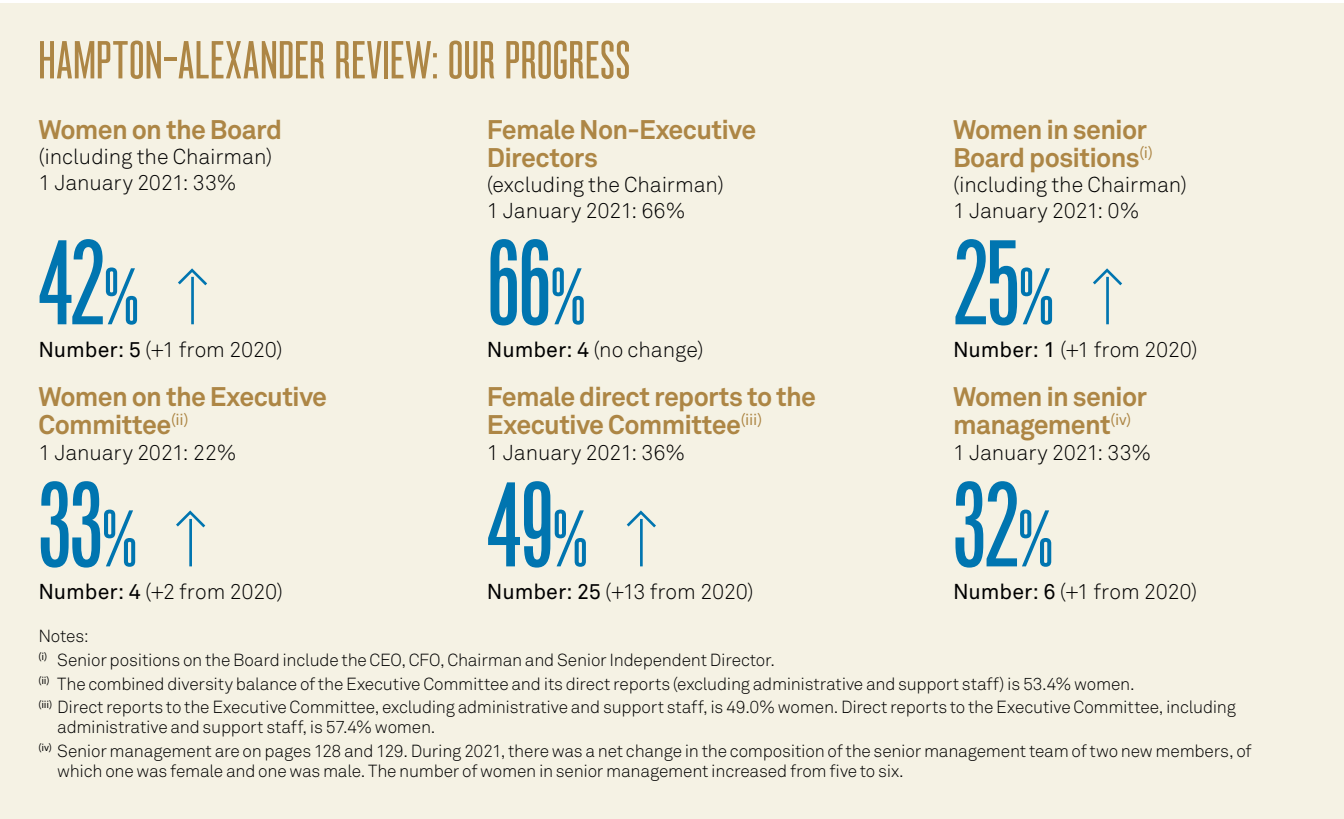 HAMPTON–ALEXANDER REVIEW: OUR PROGRESS
Women on the Board
(including the Chairman)
1 January 2021: 33%
42% ↑
Number: 5 (+1 from 2020)
Female Non-Executive
Directors
(excluding the Chairman)
1 January 2021: 66%
66%
Number: 4 (no change)
Women in senior
Board positions(i)
(including the Chairman)
1 January 2021: 0%
25% ↑
Number: 1 (+1 from 2020)
Women on the Executive
Committee(ii)
1 January 2021: 22%
33% ↑
Number: 4 (+2 from 2020)
Female direct reports to the
Executive Committee(iii)
1 January 2021: 36%
49% ↑
Number: 25 (+13 from 2020)
Women in senior
management(iv)
1 January 2021: 33%
32%
Number: 6 (+1 from 2020)
Notes:
(i) Senior positions on the Board include the CEO, CFO, Chairman and Senior Independent Director.
(ii) The combined diversity balance of the Executive Committee and its direct reports (excluding administrative and support staff) is 53.4% women.
(iii) Direct reports to the Executive Committee, excluding administrative and support staff, is 49.0% women. Direct reports to the Executive Committee, including
administrative and support staff, is 57.4% women.
(iv) Senior management are on pages 128 and 129. During 2021, there was a net change in the composition of the senior management team of two new members, of
which one was female and one was male. The number of women in senior management increased from five to six.